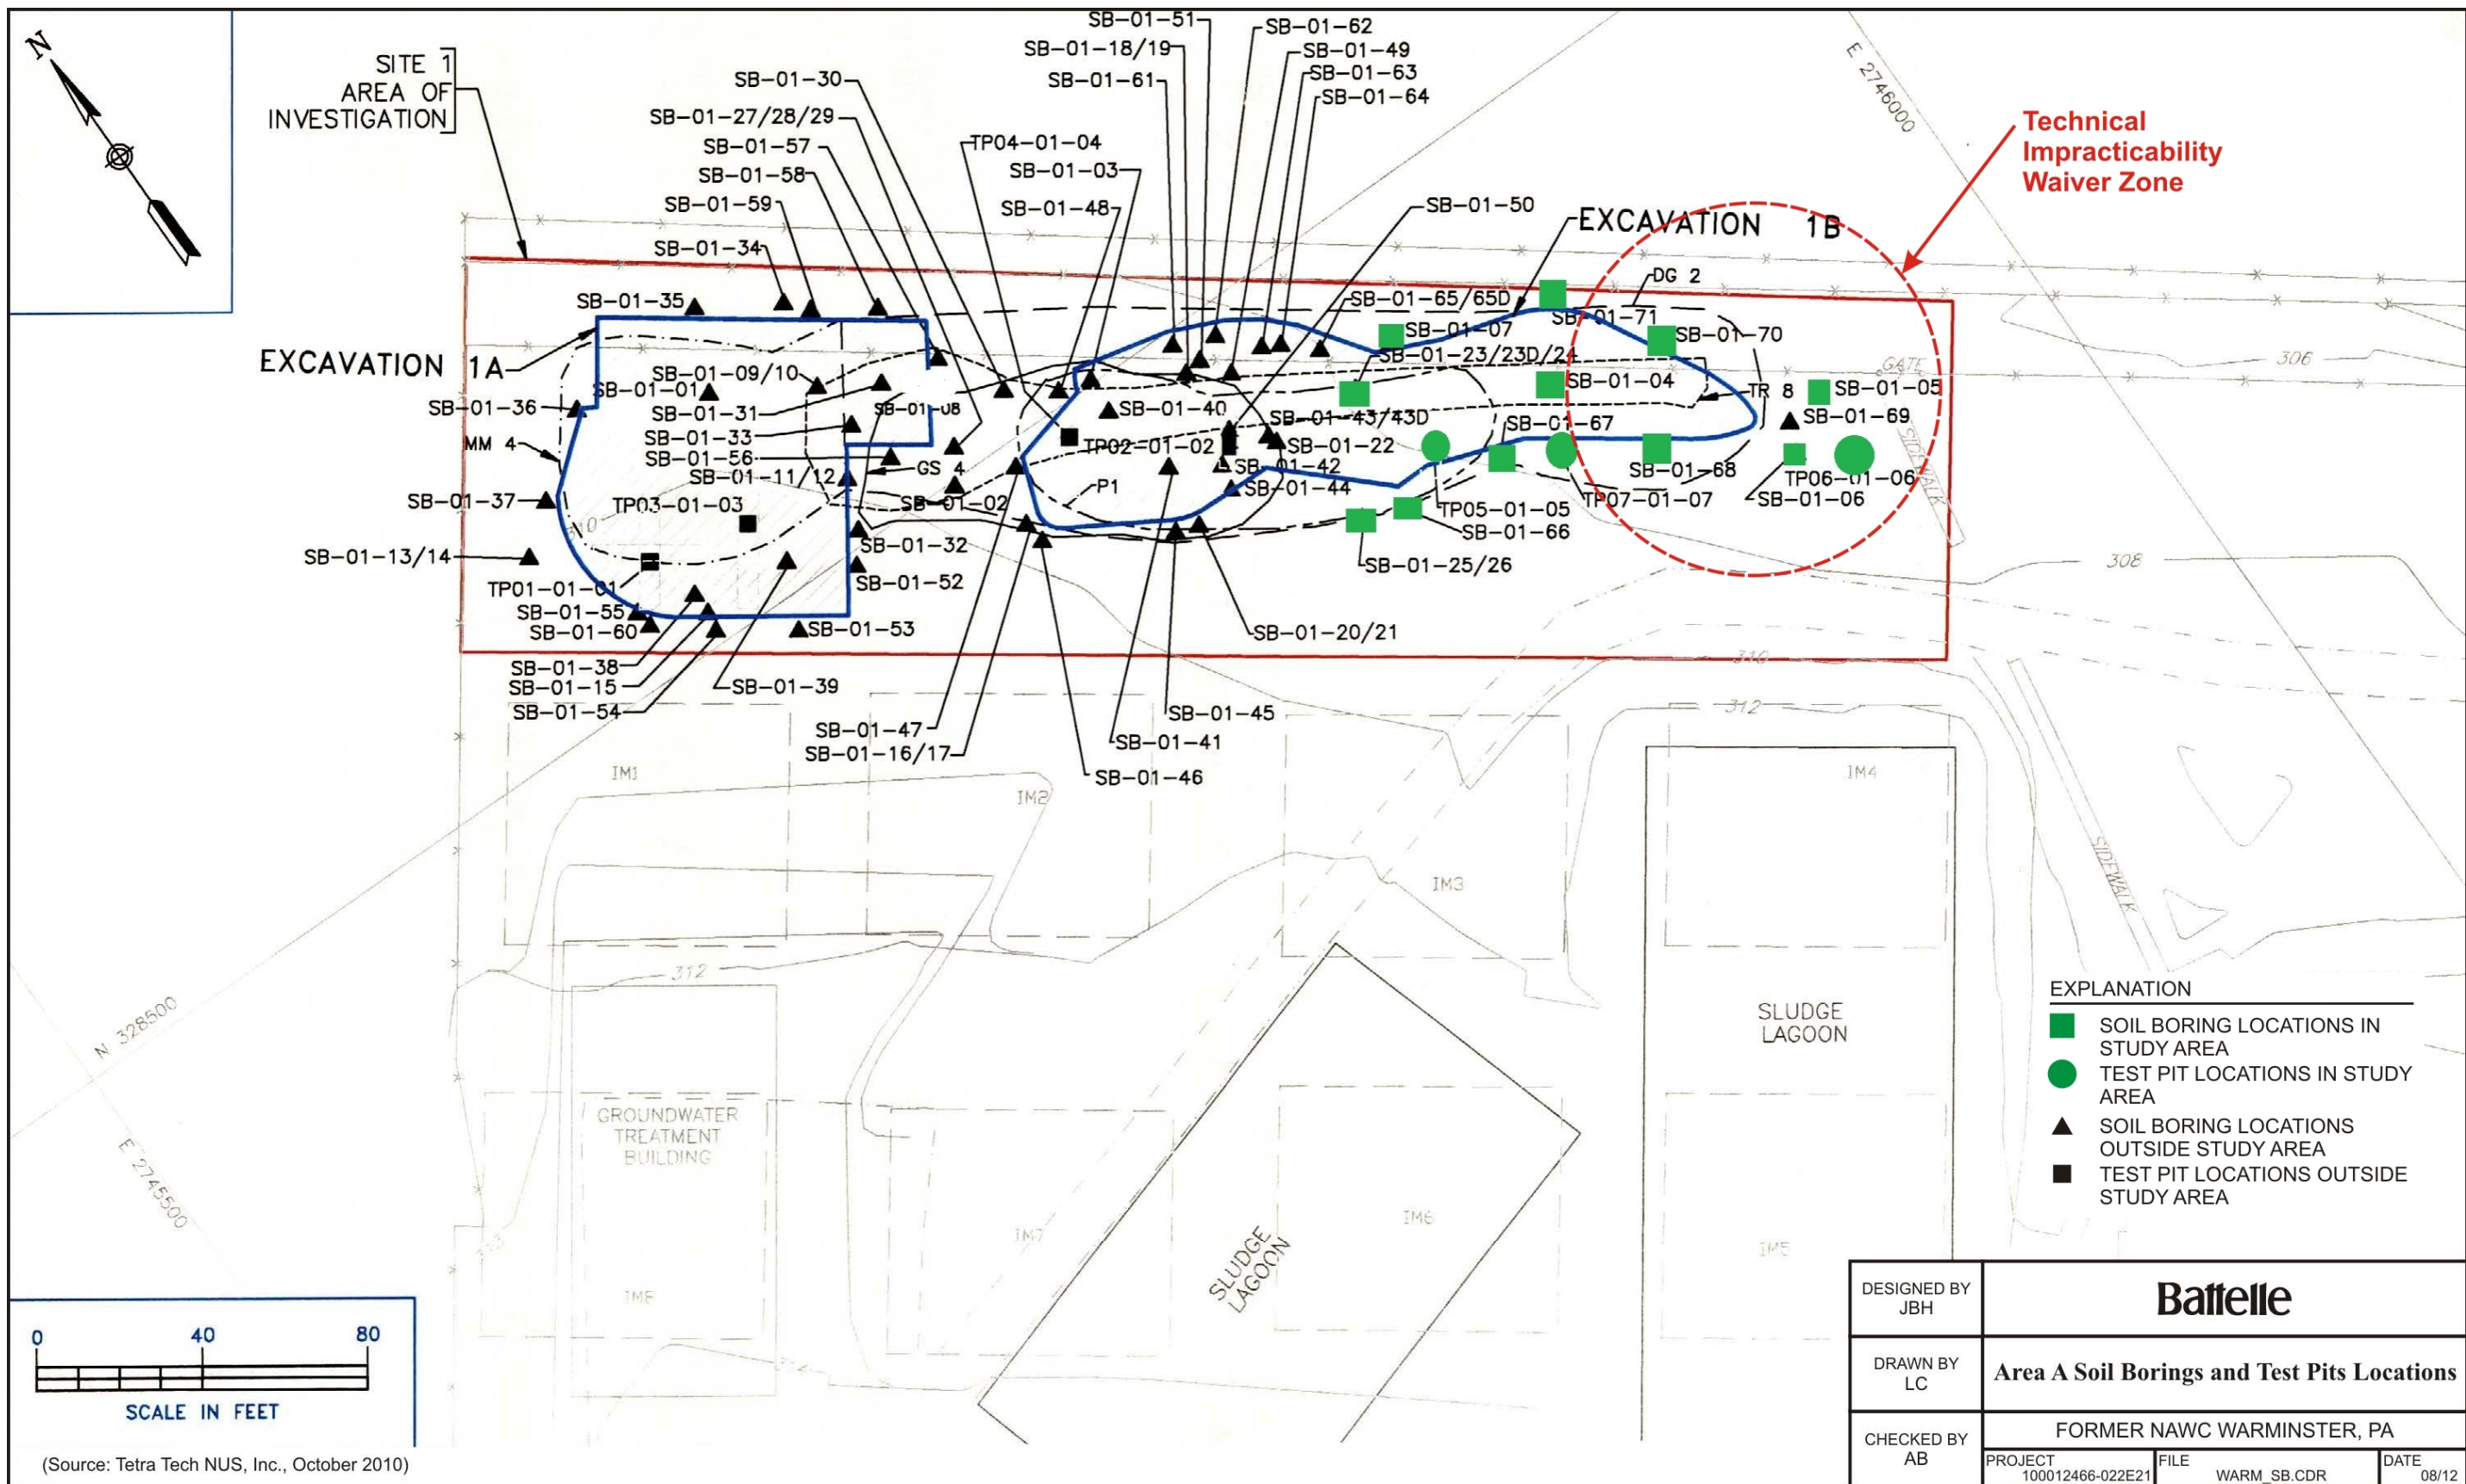 N
SITE 1
AREA OF
INVESTIGATION
SB-01-51
SB-01-18/19
SB-01-61
SB-01-62
SB-01-49
SB-01-63
SB-01-64
SB-01-30
SB-01-27/28/29
SB-01-57
SB-01-58
SB-01-59
SB-01-34
SB-01-35
TP04-01-04
SB-01-03
SB-01-48
SB-01-50
E 2746000
Technical
Impracticability
Waiver Zone
EXCAVATION 1B
DG 2
SB-01-65/65D
SB-01-07
SB-01-71
SB-01-70
SB-01-23/23D/24
GATE
306
EXCAVATION 1A
SB-01-09/10
SB-01-01
SB-01-36
SB-01-31
SB-01-08
SB-01-33
MM 4
SB-01-56
GS 4
SB-01-11/12
SB-01-02
SB-01-40
SB-01-43/43D
TP02-01-02
SB-01-22
SB-01-42
SB-01-44
P1
SB-01-04
SB-01-67
TR 8
SB-01-05
SB-01-69
SB-01-68
TP06-01-06
SB-01-06
TP07-01-07
TP05-01-05
SB-01-66
SB-01-25/26
SIDEWALK
SB-01-37
TP03-01-03
SB-01-13/14
SB-01-32
SB-01-52
TP01-01-01
SB-01-55
SB-01-60
SB-01-53
SB-01-38
SB-01-15
SB-01-54
SB-01-39
SB-01-20/21
SB-01-47
SB-01-16/17
SB-01-45
SB-01-41
SB-01-46
308
310
312
IM1
IM2
IM3
IM4
SIDEWALK
312
N 328500
E 2745500
GROUNDWATER
TREATMENT
BUILDING
IM7
IM6
IM5
SLUDGE
LAGOON
SLUDGE
LAGOON
EXPLANATION
SOIL BORING LOCATIONS IN
STUDY AREA
TEST PIT LOCATIONS IN STUDY
AREA
SOIL BORING LOCATIONS
OUTSIDE STUDY AREA
TEST PIT LOCATIONS OUTSIDE
STUDY AREA
0 40 80
SCALE IN FEET
(Source: Tetra Tech NUS, Inc., October 2010)
DESIGNED BY
JBH
Battelle
DRAWN BY
LC
Area A Soil Borings and Test Pits Locations
CHECKED BY
AB
FORMER NAWC WARMINSTER, PA
PROJECT
100012466-022E21
FILE
WARM_SB.CDR
DATE
08/12